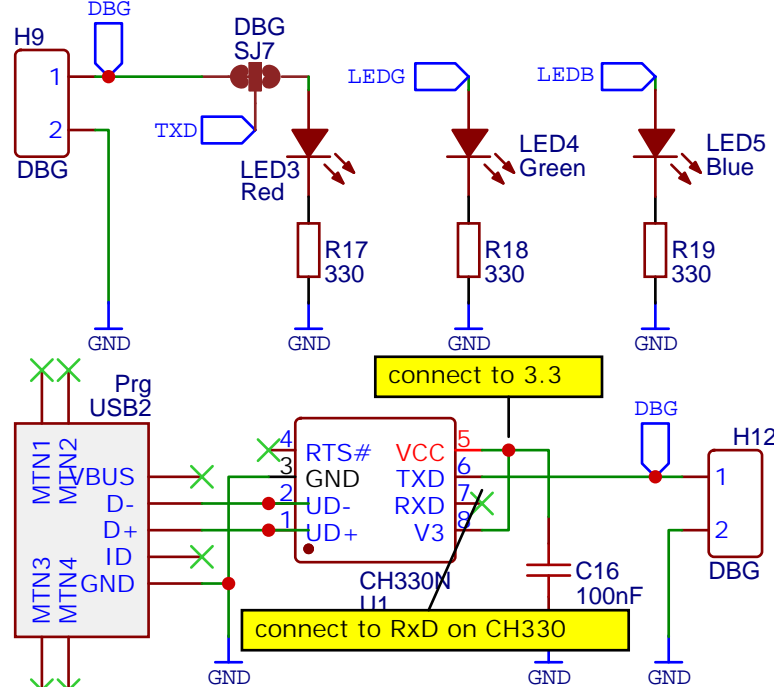 DBG
H9
DBG
SJ7
1
2
DBG
TXD
LED3
Red
R17
330
GND
GND
LEDG
LED4
Green
R18
330
GND
LEDB
LED5
Blue
R19
330
GND
connect to 3.3
Prg
USB2
MTN1
MTN2
MTN3
MTN4
VBUS
D-
D+
ID
GND
4
3
2
1
RTS#
GND
UD-
UD+
VCC
TXD
RXD
V3
5
6
7
8
CH330N
U1
connect to RxD on CH330
C16
100nF
DBG
H12
1
2
DBG
GND
GND
GND